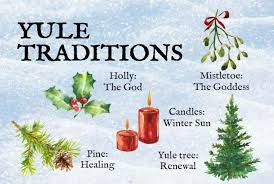 YULE
TRADITIONS
Holly:
The God
Mistletoe:
The Goddess
Candles:
Winter Sun
Pine:
Healing
Yule tree:
Renewal